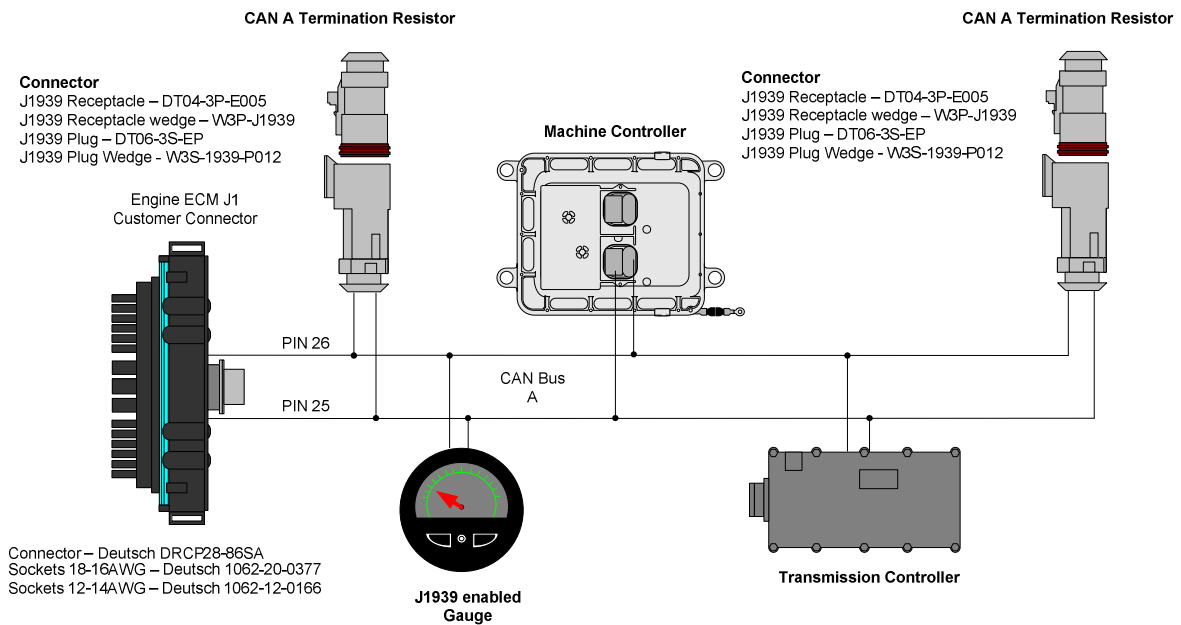 CAN A Termination Resistor
CAN A Termination Resistor
Connector
J1939 Receptacle – DT04-3P-E005
J1939 Receptacle wedge – W3P-J1939
J1939 Plug – DT06-3S-EP
J1939 Plug Wedge - W3S-1939-P012
Connector
J1939 Receptacle – DT04-3P-E005
J1939 Receptacle wedge – W3P-J1939
J1939 Plug – DT06-3S-EP
J1939 Plug Wedge - W3S-1939-P012
Machine Controller
Engine ECM J1
Customer Connector
PIN 26
CAN Bus
A
PIN 25
Connector – Deutsch DRCP28-86SA
Sockets 18-16AWG – Deutsch 1062-20-0377
Sockets 12-14AWG – Deutsch 1062-12-0166
J1939 enabled
Gauge
Transmission Controller